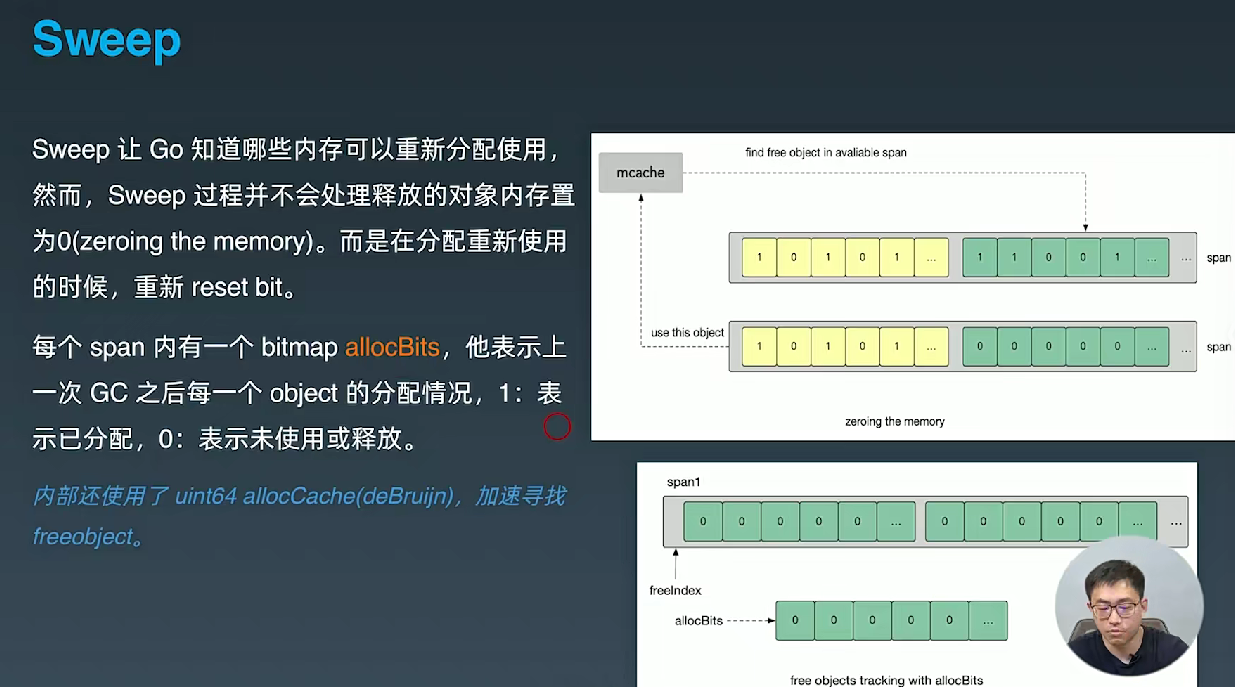 Sweep
Sweep 让 Go 知道哪些内存可以重新分配使用，
然而，Sweep 过程并不会处理释放的对象内存置
为0(zeroing the memory)。而是在分配重新使用
的时候，重新 reset bit。
每个 span 内有一个 bitmap allocBits，他表示上
一次 GC 之后每一个 object 的分配情况，1：表
示已分配，0：表示未使用或释放。
内部还使用了 uint64 allocCache(deBruijn)，加速寻找
freeobject。
find free object in avaliable span
mcache
1 0 1 0 1 ... 1 1 0 0 1 ... ... span
use this object
1 0 1 0 1 ... 0 0 0 0 0 ... ... span
zeroing the memory
span1
0 0 0 0 0 ... 0 0 0 0 0 ... ...
freeIndex
allocBits
0 0 0 0 0 ...
free objects tracking with allocBits